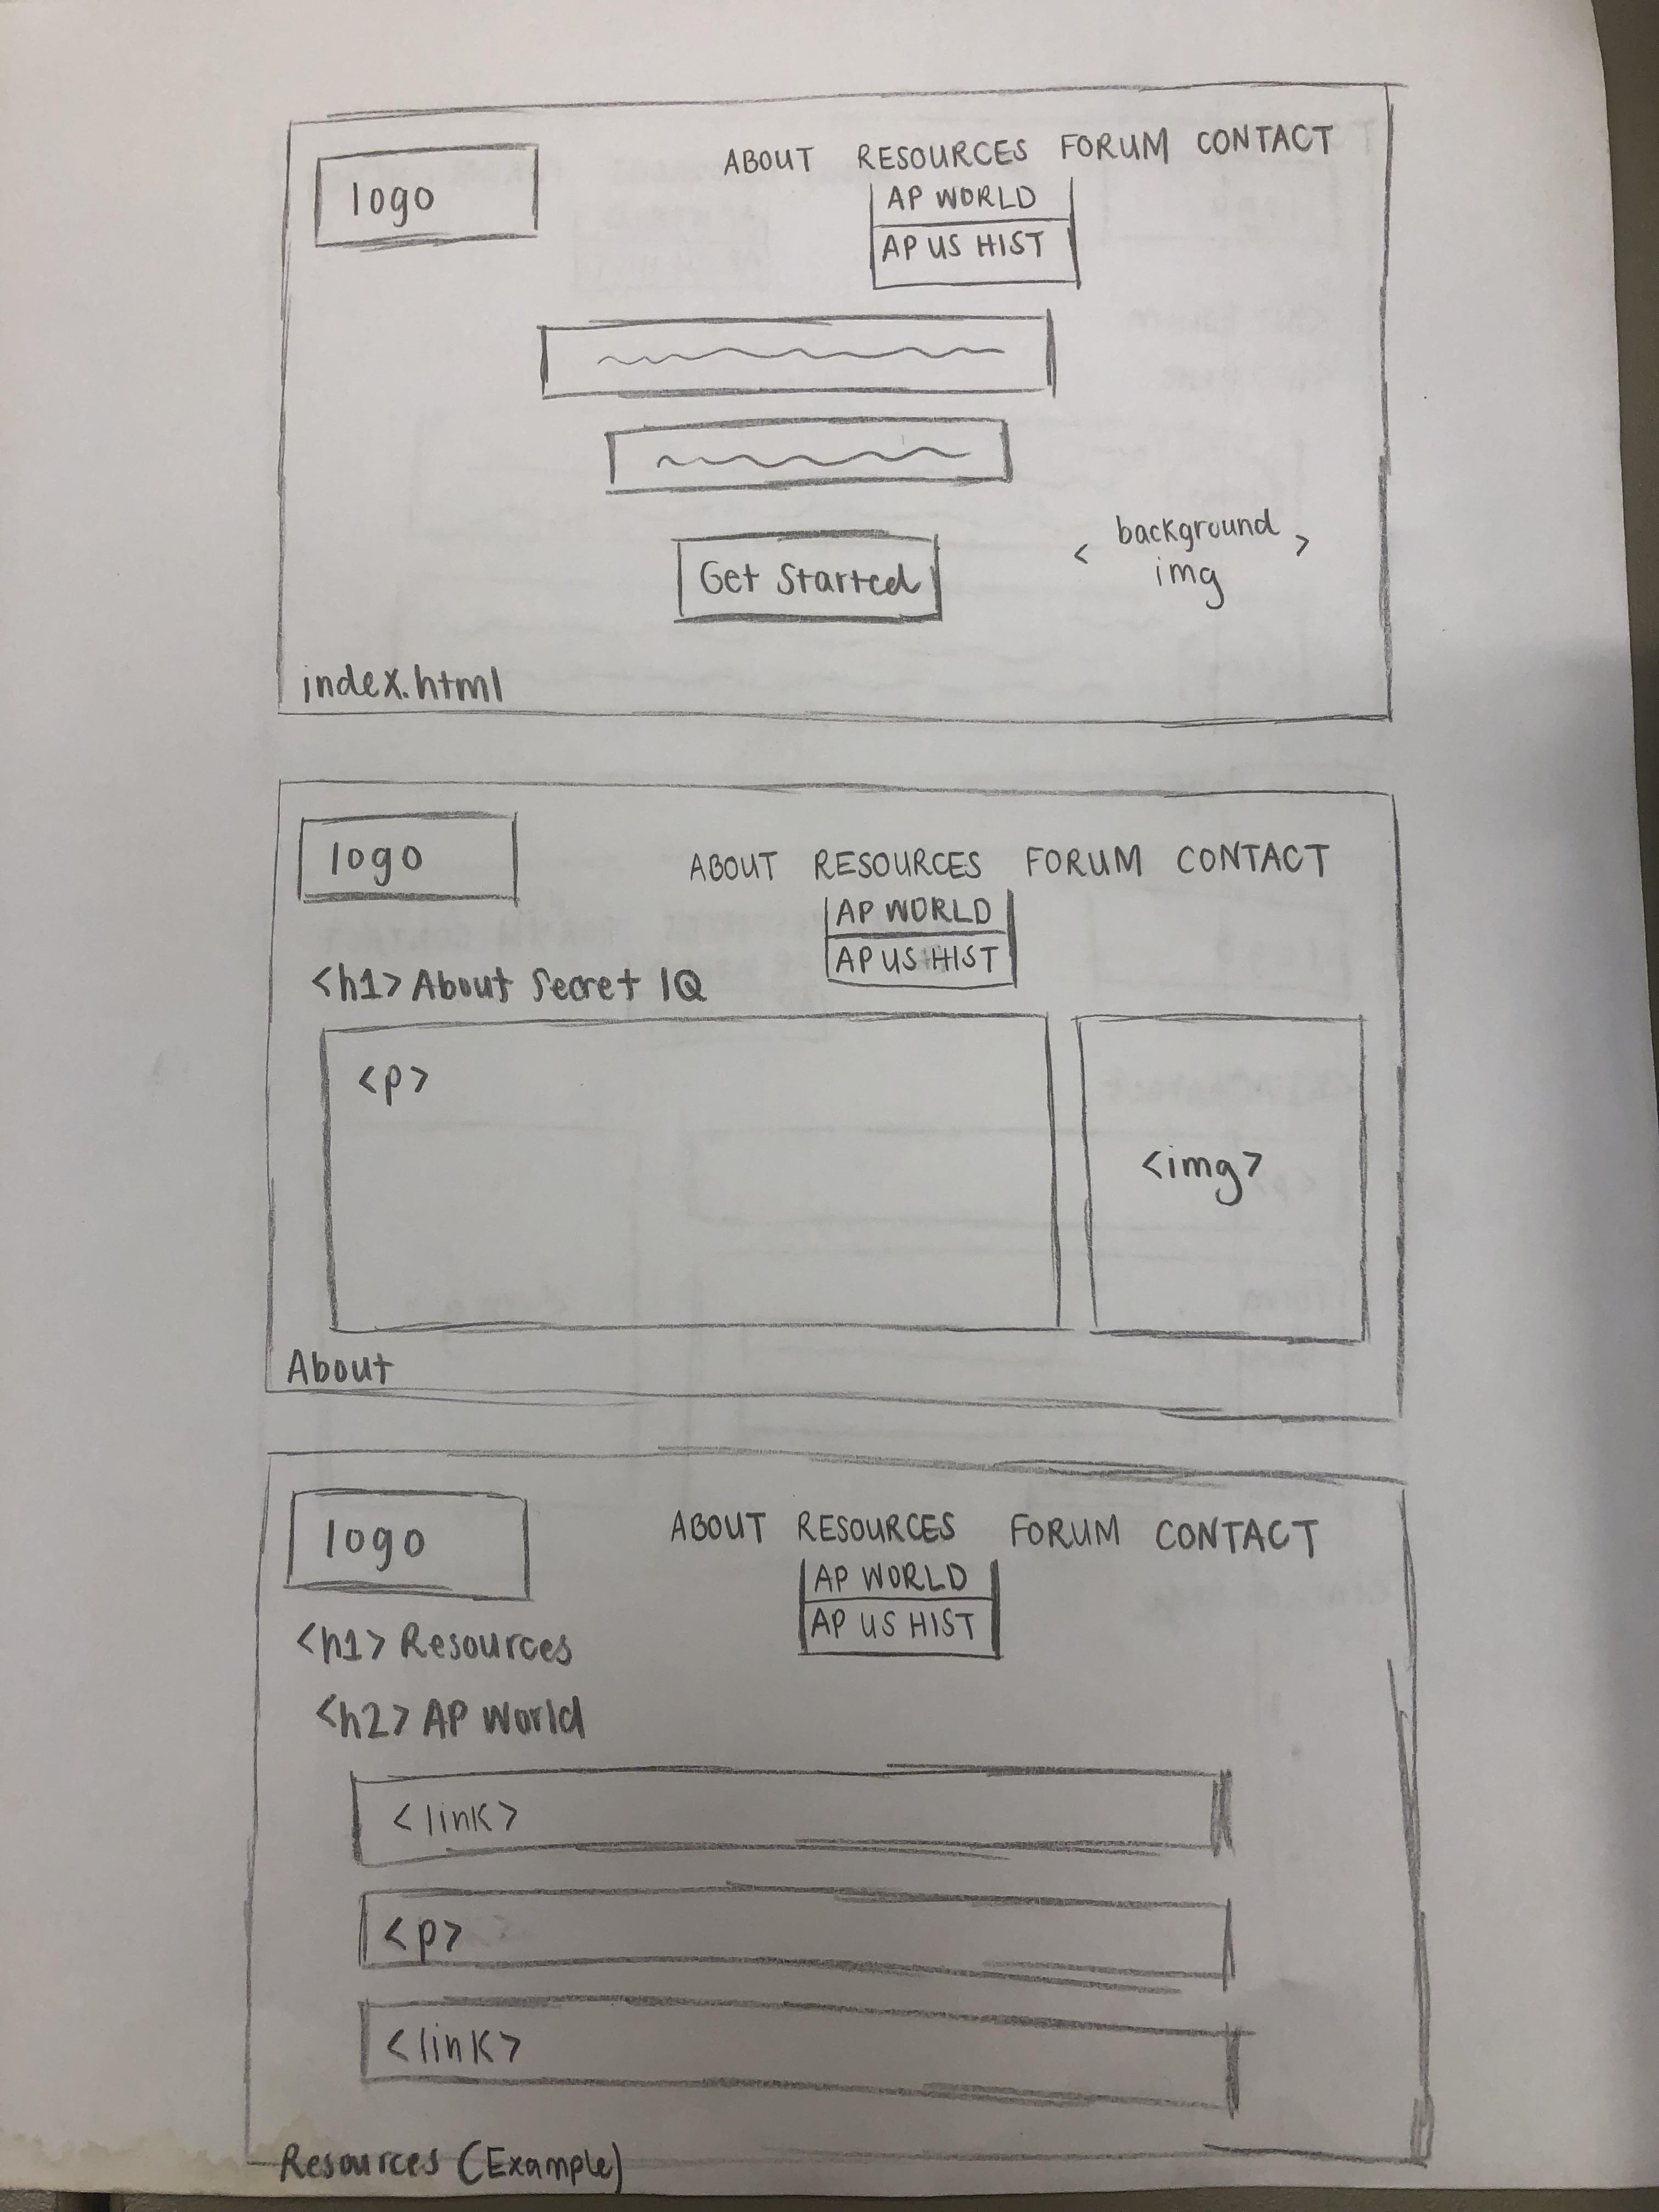 logo
ABOUT RESOURCES FORUM CONTACT
AP WORLD
AP US HIST
Get Started
< background >
img
index.html
logo
ABOUT RESOURCES FORUM CONTACT
AP WORLD
AP US HIST
<h1> About Secret IQ
<p>
<img>
About
logo
ABOUT RESOURCES FORUM CONTACT
AP WORLD
AP US HIST
<h1> Resources
<h2> AP World
<link>
<p>
<link>
Resources (Example)